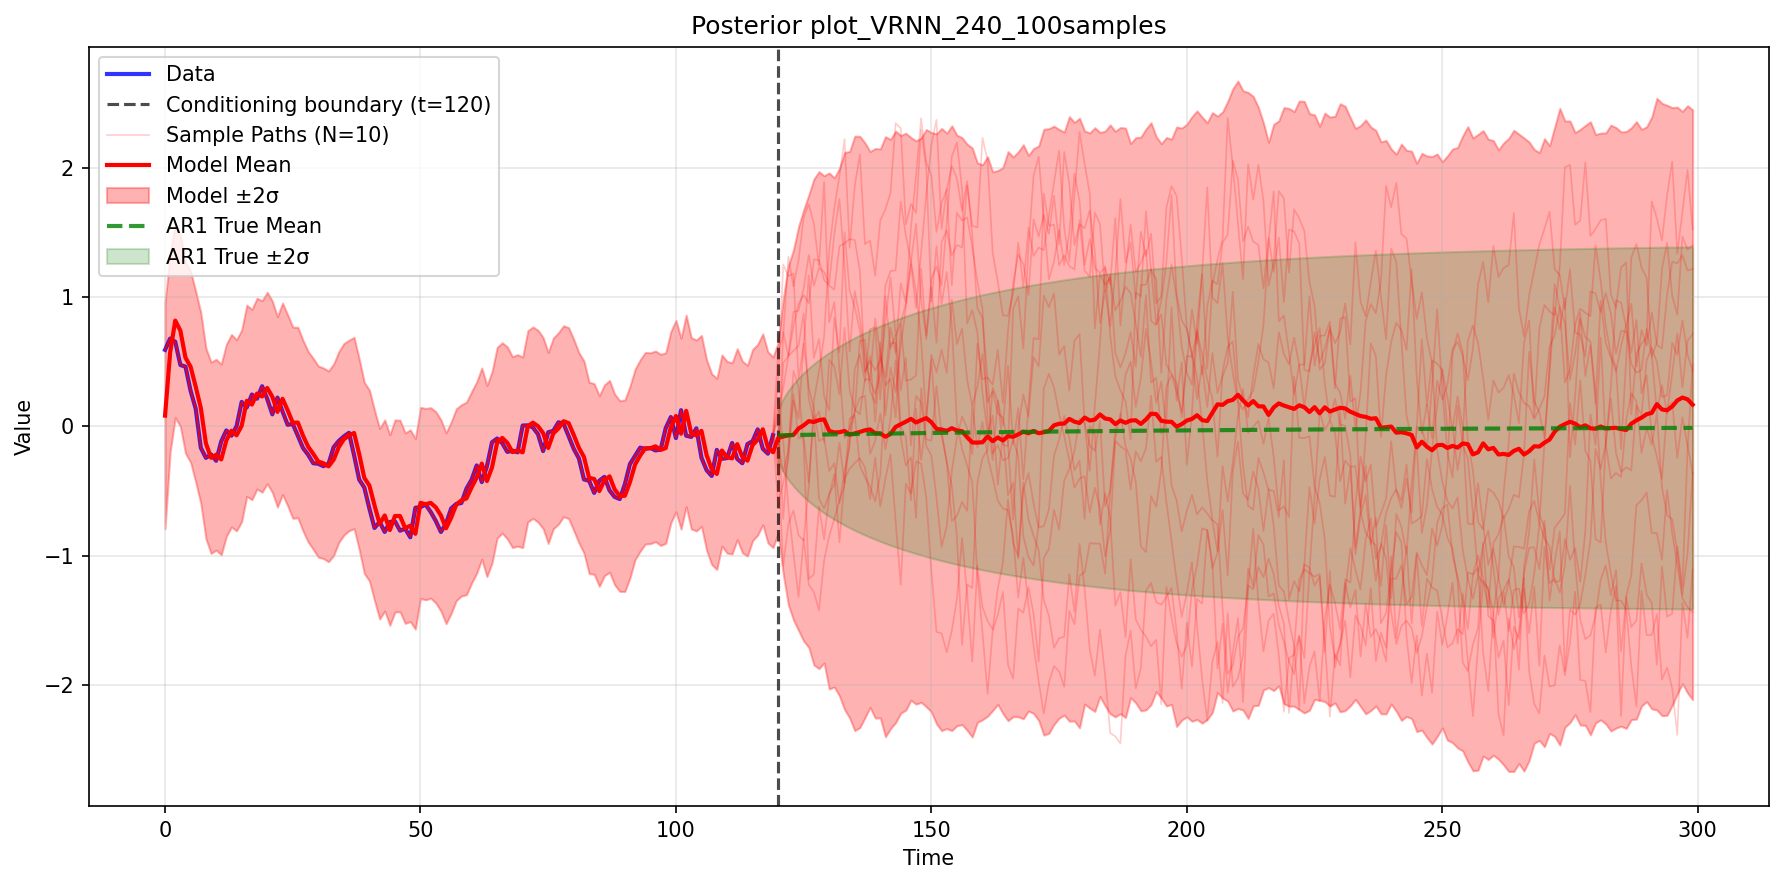 Posterior plot_VRNN_240_100samples
Data
Conditioning boundary (t=120)
Sample Paths (N=10)
Model Mean
Model ±2σ
AR1 True Mean
AR1 True ±2σ
Value
2
1
0
−1
−2
0 50 100 150 200 250 300
Time